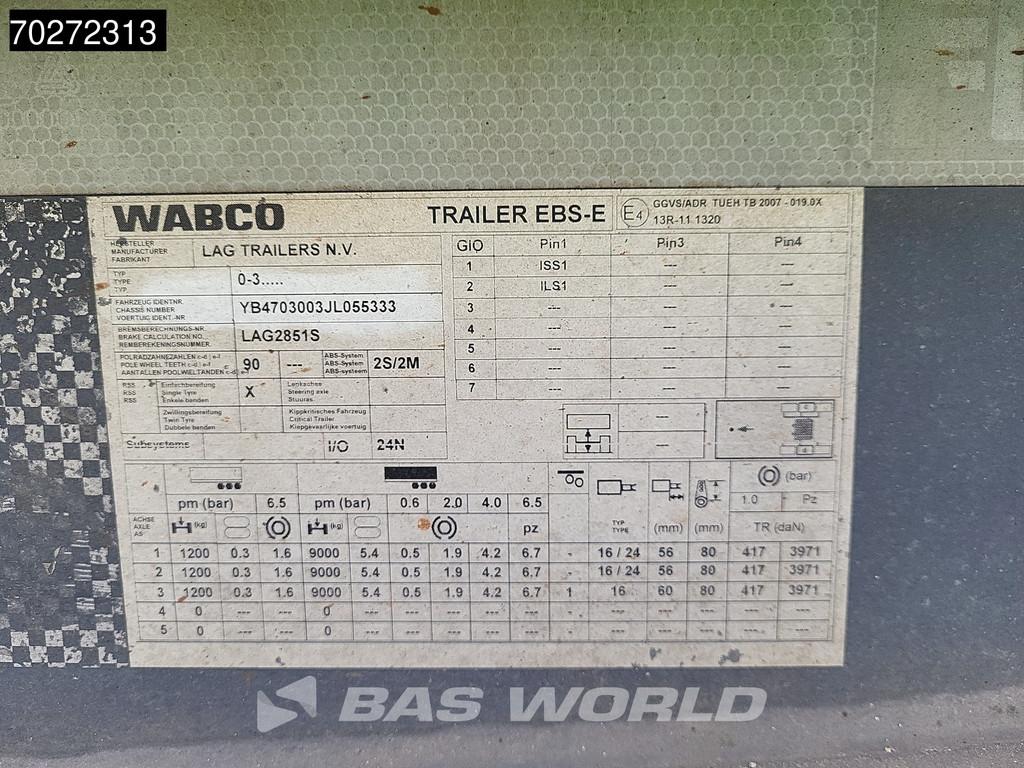 70272313
WABCO TRAILER EBS-E E4 GGVS/ADR TUEH TB 2007 - 019.0X
13R-11 1320
HERSTELLER
MANUFACTURER
FABRIKANT
LAG TRAILERS N.V.
TYP
TYPE
TYP
0-3.....
FAHRZEUG IDENTNR.
CHASSIS NUMBER
VOERTUIG IDENT.-NR
YB4703003JL055333
BREMSBERECHNUNGS-NR.
BRAKE CALCULATION NO.
REMBEREKENINGSNR.
LAG2851S
POLRADZAHNEZAHLEN c-d | e-f
POLE WHEEL TEETH c-d | e-f
AANTALLEN POOLWIELTANDEN c-d | e-f
90 ---
ABS-System
ABS-System
ABS-systeem
2S/2M
RSS
RSS
RSS
Einfachbereifung
Single Tyre
Enkele banden
X
Lenkachse
Steering axle
Stuuras
Zwillingsbereifung
Twin Tyre
Dubbele banden
Kippkritisches Fahrzeug
Critical Trailer
Kiepgevaarlijke voertuig
Subsystems I/O 24N
GIO Pin1 Pin3 Pin4
1 ISS1 --- ---
2 ILS1 --- ---
3 --- --- ---
4 --- --- ---
5 --- --- ---
6 --- --- ---
7 --- --- ---
---
---
c d
e f
pm (bar) 6.5 pm (bar) 0.6 2.0 4.0 6.5
(bar)
1.0 - Pz
ACHSE
AXLE
AS
(kg) (kg) pz TYP
TYPE
(mm) (mm) TR (daN)
1 1200 0.3 1.6 9000 5.4 0.5 1.9 4.2 6.7 - 16 / 24 56 80 417 3971
2 1200 0.3 1.6 9000 5.4 0.5 1.9 4.2 6.7 - 16 / 24 56 80 417 3971
3 1200 0.3 1.6 9000 5.4 0.5 1.9 4.2 6.7 1 16 60 80 417 3971
4 0 --- --- 0 --- --- --- --- --- --- --- --- --- --- ---
5 0 --- --- 0 --- --- --- --- --- --- --- --- --- --- ---
BAS WORLD